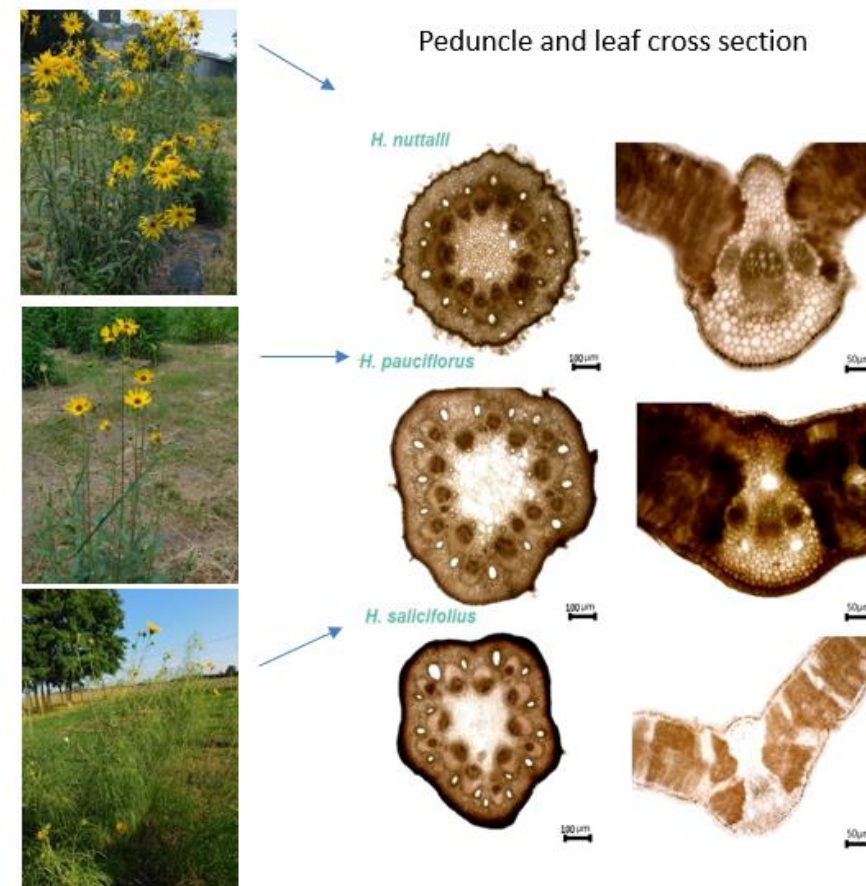 Peduncle and leaf cross section
H. nuttalli
100 µm
50µm
H. pauciflorus
100 µm
50µm
H. salicifolius
100 µm
50µm